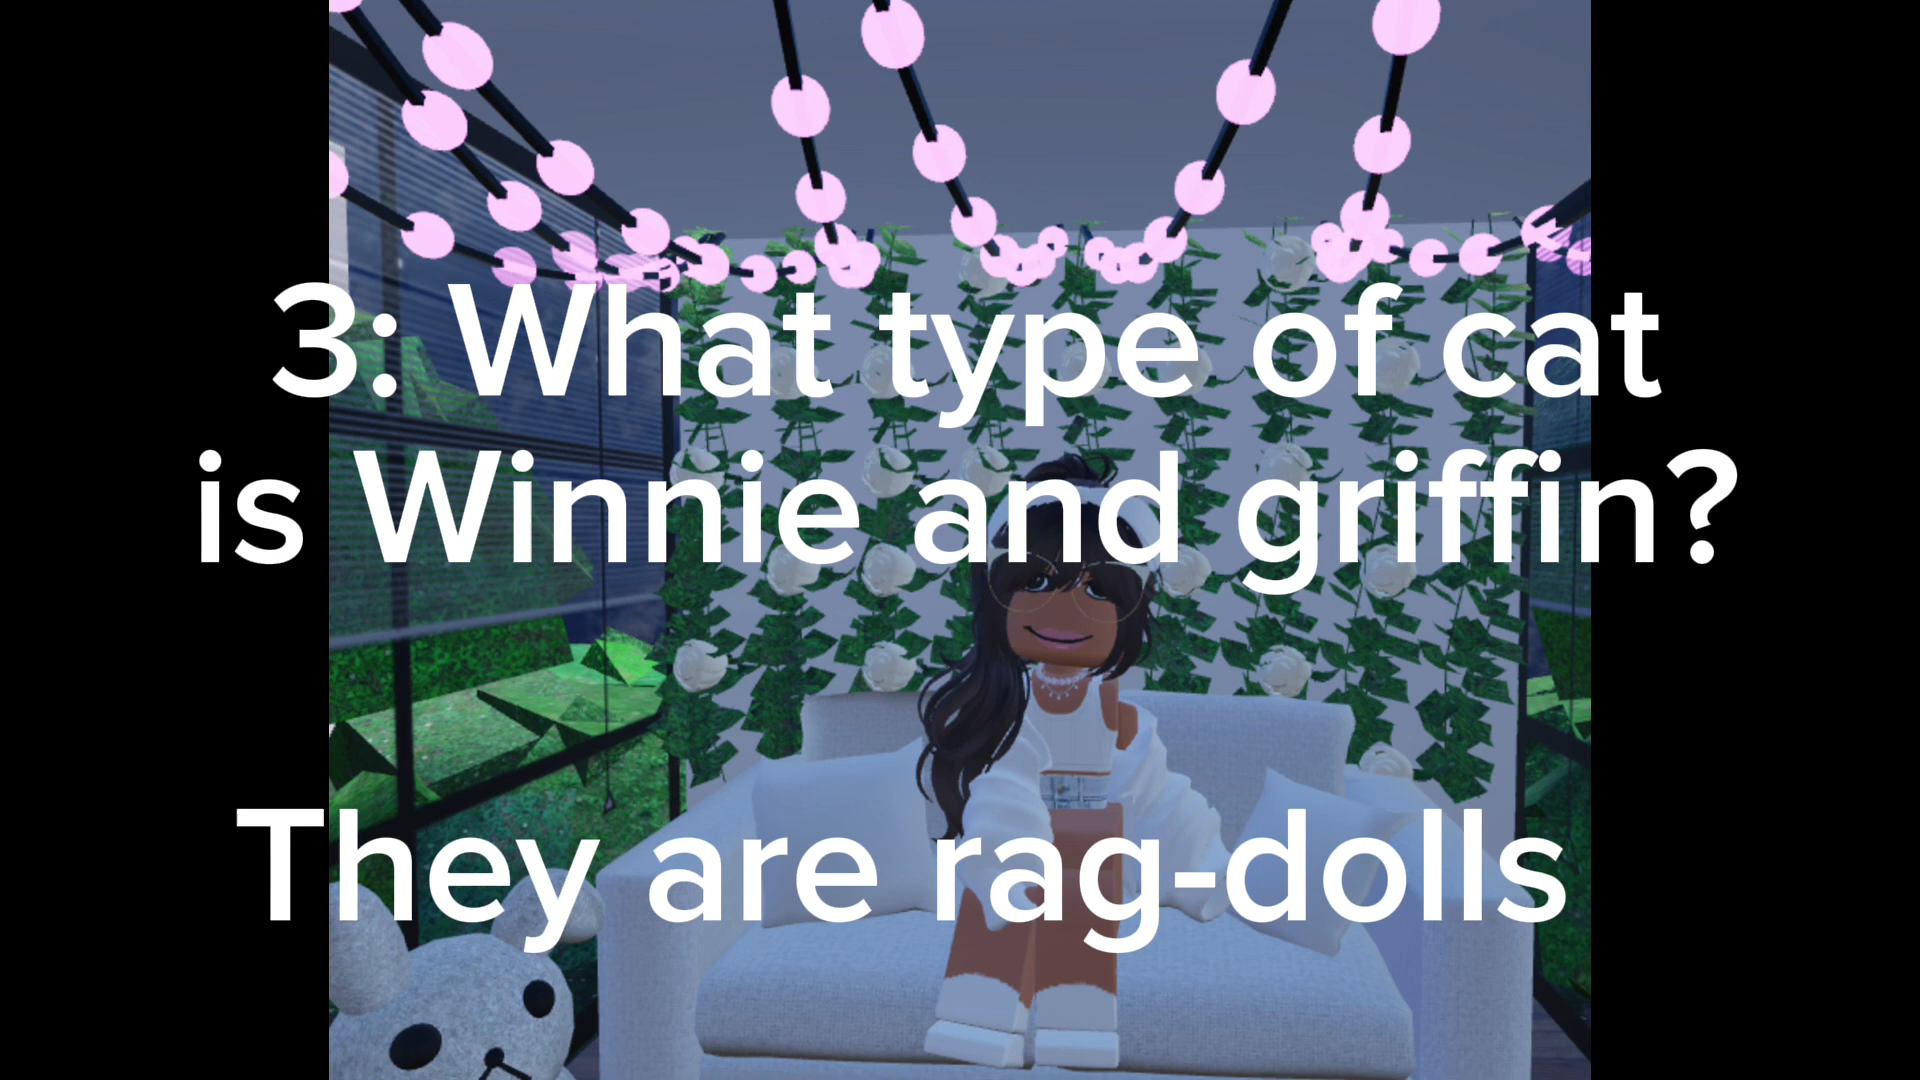 3: What type of cat
is Winnie and griffin?
They are rag-dolls